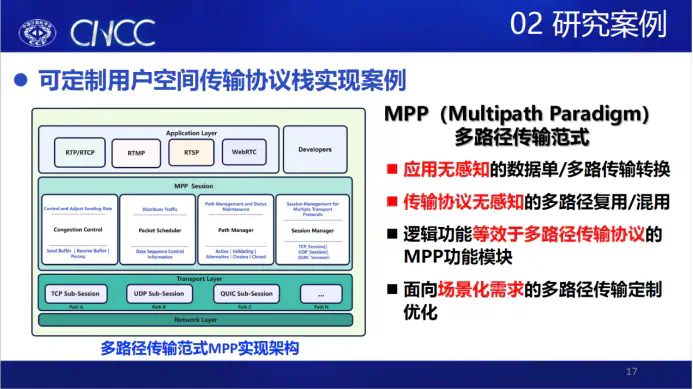 CNCC
02 研究案例
可定制用户空间传输协议栈实现案例
Application Layer
RTP/RTCP
RTMP
RTSP
WebRTC
Developers
MPP Session
Control and Adjust Sending Rate
Congestion Control
Send Buffer | Receive Buffer |
Pacing
Distribute Traffic
Packet Scheduler
Data Sequence Control
Information
Path Management and Status
Maintenance
Path Manager
Active | Validating |
Alternative | Closing | Closed
Session Management for
Multiple Transport
Protocols
Session Manager
TCP Session||
UDP Session||
QUIC Session||
Transport Layer
TCP Sub-Session
UDP Sub-Session
QUIC Sub-Session
...
Path A
Path B
Path C
Path N
Network Layer
多路径传输范式MPP实现架构
MPP（Multipath Paradigm）
多路径传输范式
应用无感知的数据单/多路传输转换
传输协议无感知的多路径复用/混用
逻辑功能等效于多路径传输协议的
MPP功能模块
面向场景化需求的多路径传输定制
优化
17